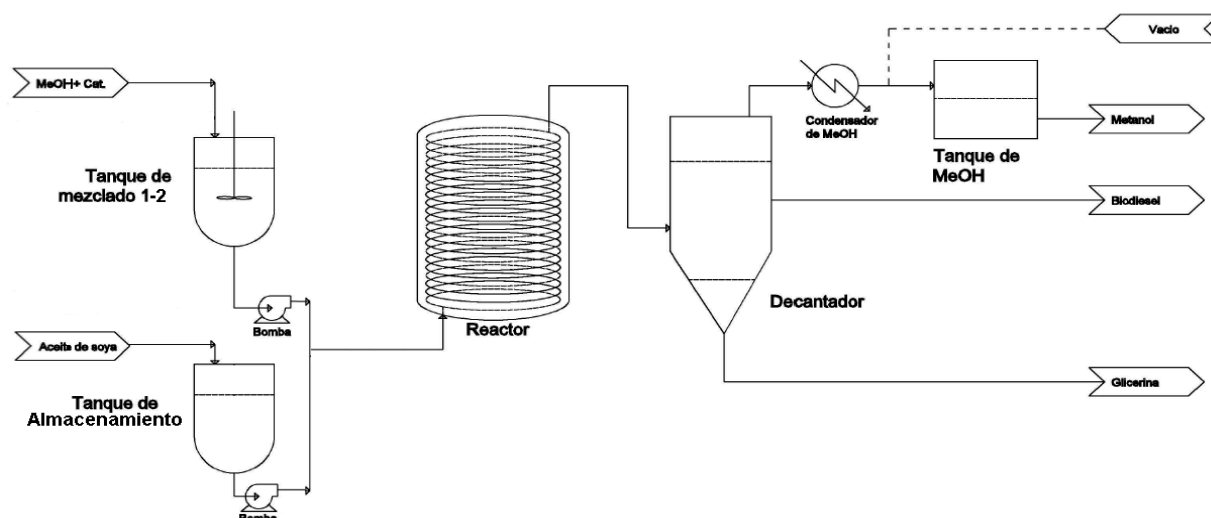 Vacio
MeOH+ Cat.
Condensador
de MeOH
Metanol
Tanque de
MeOH
Tanque de
mezclado 1-2
Biodiesel
Decantador
Reactor
Bomba
Aceite de soya
Glicerina
Tanque de
Almacenamiento
Bomba